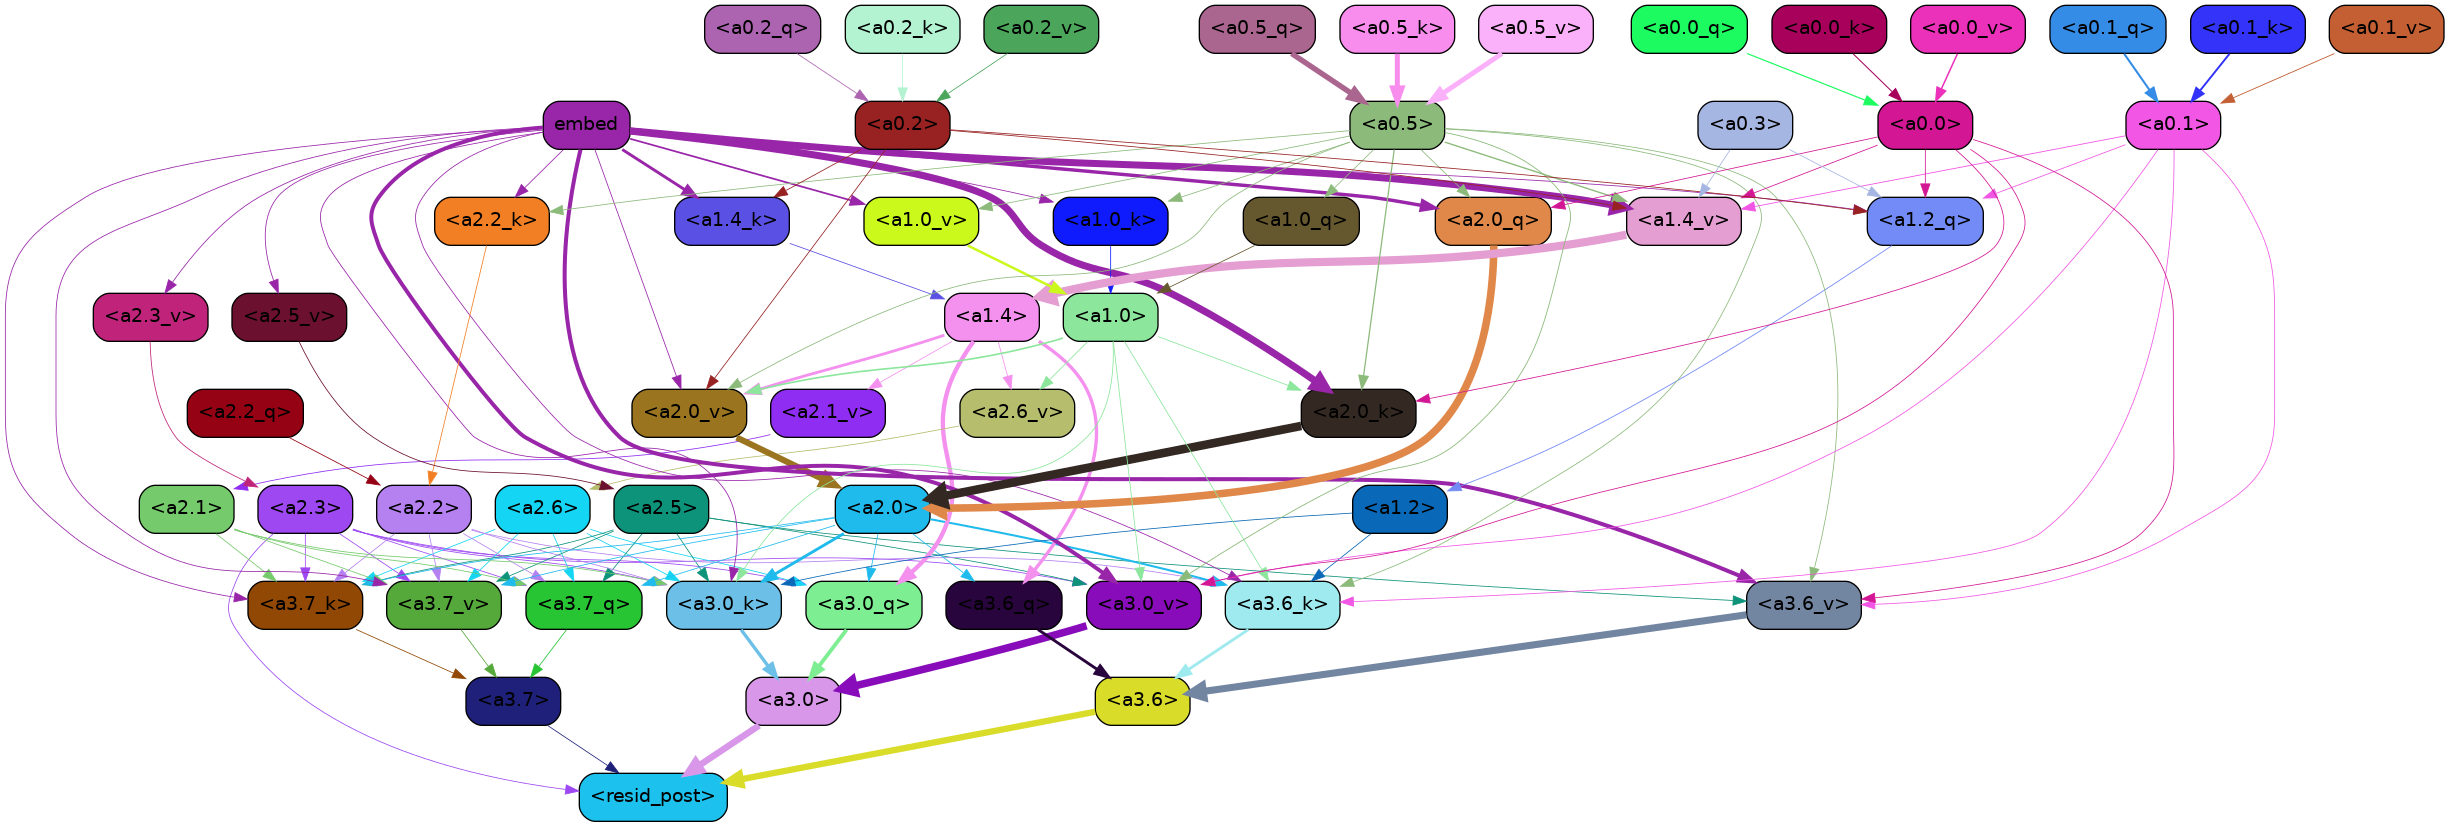 <a0.2_q> <a0.2_k> <a0.2_v> <a0.5_q> <a0.5_k> <a0.5_v> <a0.0_q> <a0.0_k> <a0.0_v> <a0.1_q> <a0.1_k> <a0.1_v>
embed <a0.2> <a0.5> <a0.3> <a0.0> <a0.1>
<a2.2_k> <a1.4_k> <a1.0_v> <a1.0_k> <a1.0_q> <a2.0_q> <a1.4_v> <a1.2_q>
<a2.3_v> <a2.5_v> <a1.4> <a1.0>
<a2.2_q> <a2.0_v> <a2.1_v> <a2.6_v> <a2.0_k>
<a2.1> <a2.3> <a2.2> <a2.6> <a2.5> <a2.0> <a1.2>
<a3.7_k> <a3.7_v> <a3.7_q> <a3.0_k> <a3.0_q> <a3.6_q> <a3.0_v> <a3.6_k> <a3.6_v>
<a3.7> <a3.0> <a3.6>
<resid_post>